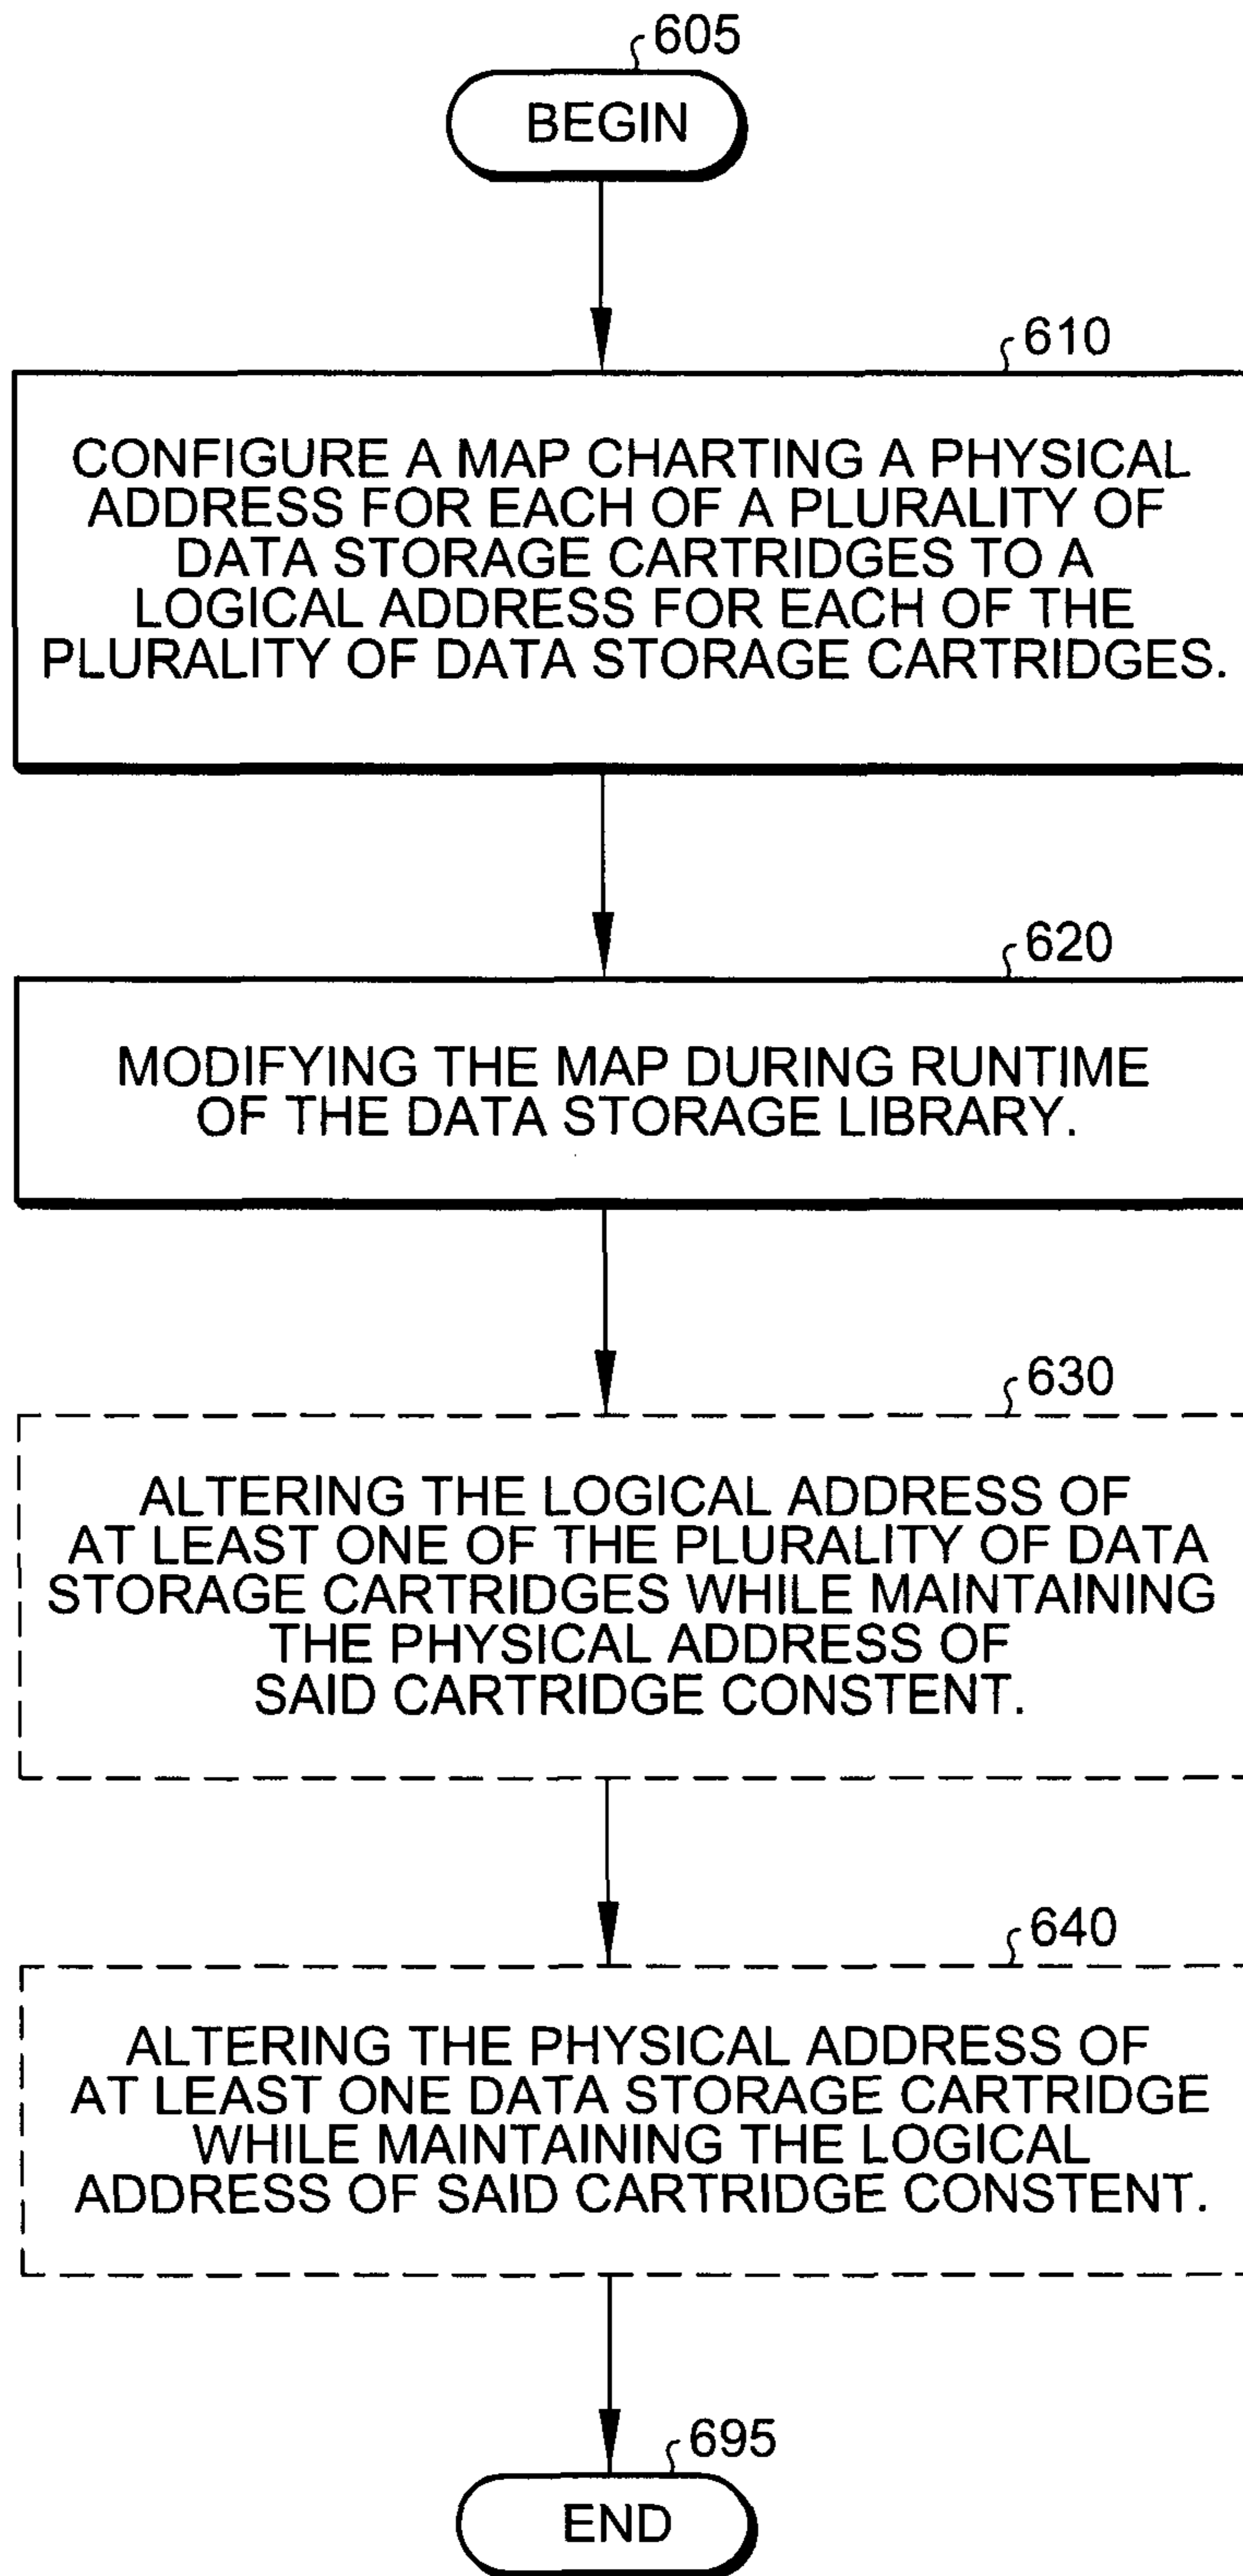 605
BEGIN
610
CONFIGURE A MAP CHARTING A PHYSICAL
ADDRESS FOR EACH OF A PLURALITY OF
DATA STORAGE CARTRIDGES TO A
LOGICAL ADDRESS FOR EACH OF THE
PLURALITY OF DATA STORAGE CARTRIDGES.
620
MODIFYING THE MAP DURING RUNTIME
OF THE DATA STORAGE LIBRARY.
630
ALTERING THE LOGICAL ADDRESS OF
AT LEAST ONE OF THE PLURALITY OF DATA
STORAGE CARTRIDGES WHILE MAINTAINING
THE PHYSICAL ADDRESS OF
SAID CARTRIDGE CONSTENT.
640
ALTERING THE PHYSICAL ADDRESS OF
AT LEAST ONE DATA STORAGE CARTRIDGE
WHILE MAINTAINING THE LOGICAL
ADDRESS OF SAID CARTRIDGE CONSTENT.
695
END